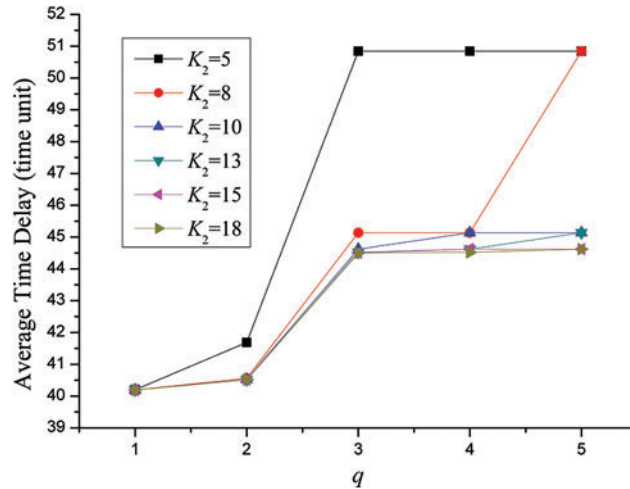 52
51
50
49
48
47
46
45
44
43
42
41
40
39
Average Time Delay (time unit)
K₂=5
K₂=8
K₂=10
K₂=13
K₂=15
K₂=18
1 2 3 4 5
q